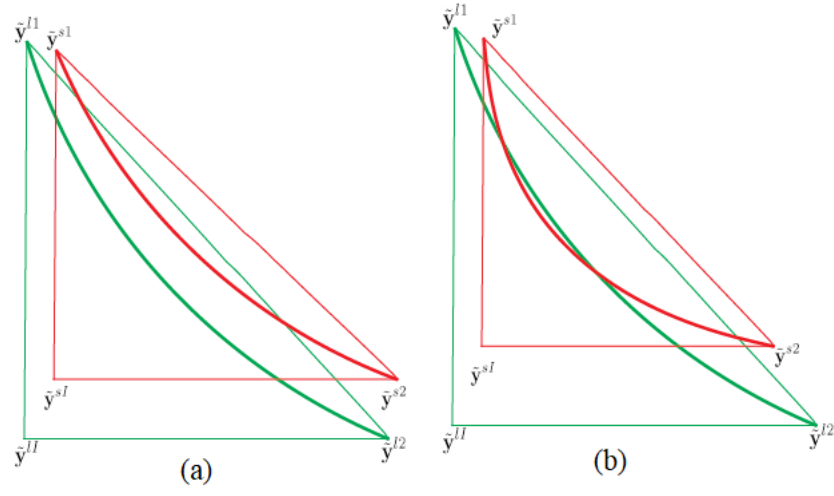 ỹ^{l1} ỹ^{s1}
ỹ^{sI} ỹ^{s2}
ỹ^{lI} ỹ^{l2}
(a)
ỹ^{l1} ỹ^{s1}
ỹ^{sI} ỹ^{s2}
ỹ^{lI} ỹ^{l2}
(b)